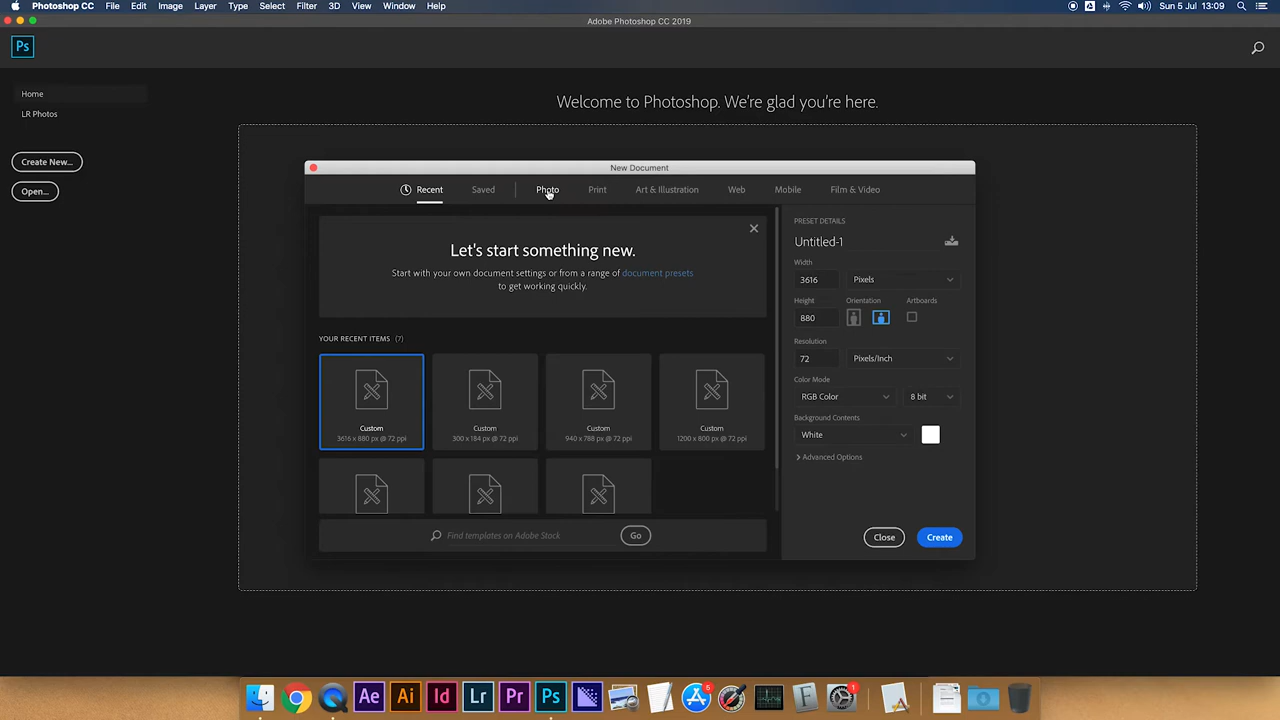 Photoshop CC File Edit Image Layer Type Select Filter 3D View Window Help Sun 5 Jul 13:09
Adobe Photoshop CC 2019
Ps
Home
LR Photos
Create New...
Open...
Welcome to Photoshop. We're glad you're here.
New Document
Recent Saved Photo Print Art & Illustration Web Mobile Film & Video
Let's start something new.
Start with your own document settings or from a range of document presets
to get working quickly.
YOUR RECENT ITEMS (7)
Custom
3616 x 880 px @ 72 ppi
Custom
300 x 184 px @ 72 ppi
Custom
940 x 788 px @ 72 ppi
Custom
1200 x 800 px @ 72 ppi
Find templates on Adobe Stock Go
PRESET DETAILS
Untitled-1
Width
3616 Pixels
Height Orientation Artboards
880
Resolution
72 Pixels/Inch
Color Mode
RGB Color 8 bit
Background Contents
White
Advanced Options
Close Create
Ae Ai Id Lr Pr Ps 5 F 1